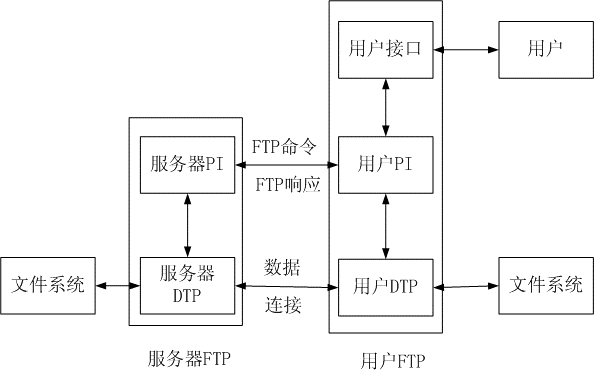 用户接口
用户
FTP命令
服务器PI
用户PI
FTP响应
文件系统
服务器
DTP
数据
连接
用户DTP
文件系统
服务器FTP
用户FTP